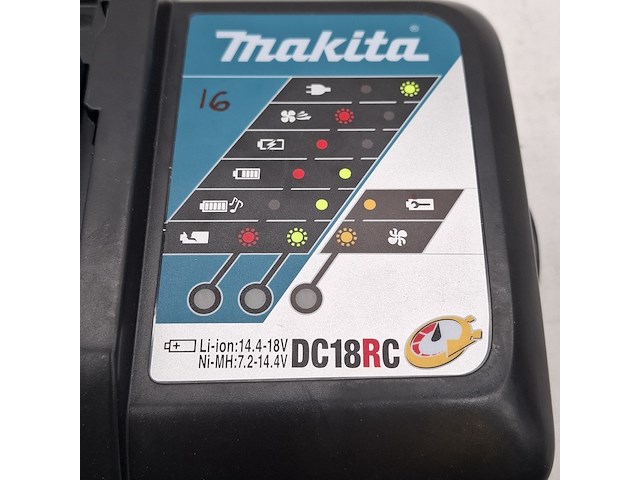 makita®
16
Li-ion:14.4-18V
Ni-MH:7.2-14.4V
DC18RC